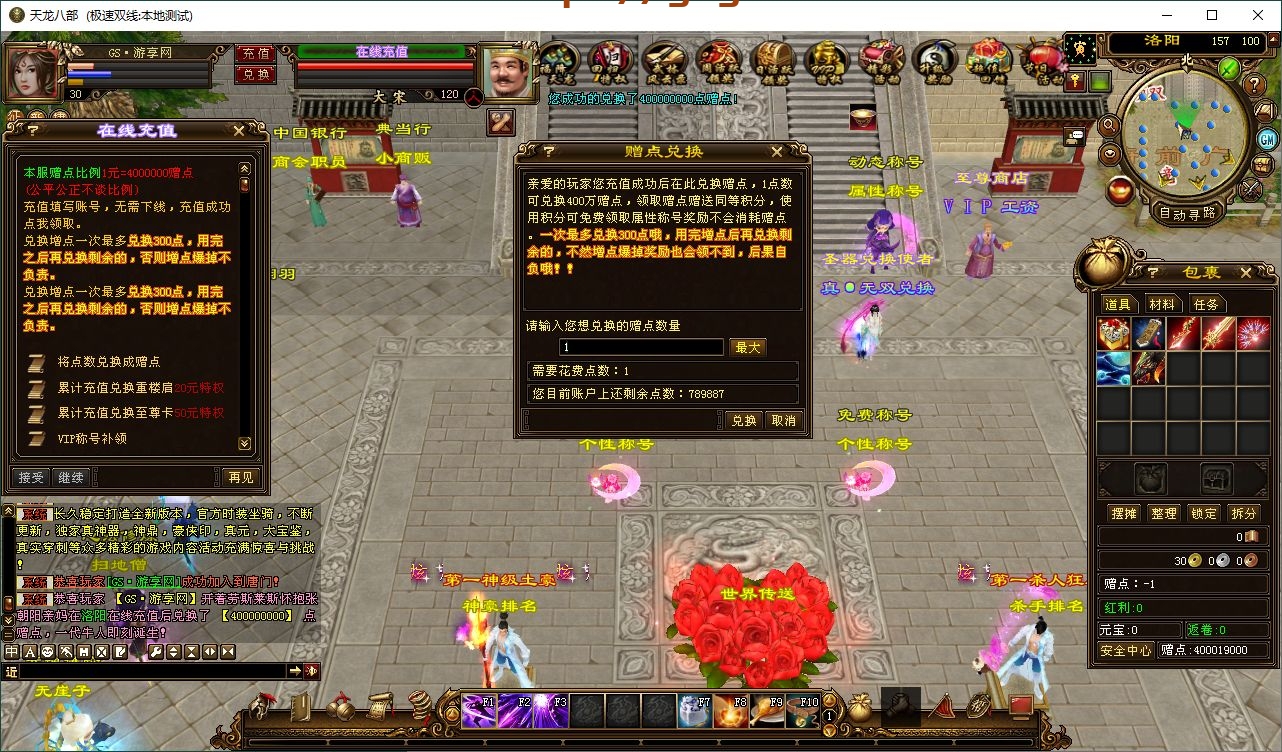 天龙八部 (极速双线:本地测试)
GS·游享网
30
充值
兑换
在线充值
大宋
120
您成功的兑换了400000000点赠点!
洛阳
157 100
北
自动寻路
GM
? 在线充值
本服赠点比例1元=4000000赠点
(公平公正不谈比例)
充值填写账号,无需下线,充值成功
点我领取。
兑换增点一次最多兑换300点,用完
之后再兑换剩余的,否则增点爆掉不
负责。
兑换增点一次最多兑换300点,用完
之后再兑换剩余的,否则增点爆掉不
负责。
将点数兑换成赠点
累计充值兑换重楼肩20元特权
累计充值兑换至尊卡50元特权
VIP称号补领
接受 继续 再见
中国银行
典当行
商会职员
小商贩
? 赠点兑换
亲爱的玩家您充值成功后在此兑换赠点,1点数
可兑换400万赠点,领取赠点赠送同等积分,使
用积分可免费领取属性称号奖励不会消耗赠点
。一次最多兑换300点哦,用完增点后再兑换剩
余的,不然增点爆掉奖励也会领不到,后果自
负哦!!
请输入您想兑换的赠点数量
1 最大
需要花费点数:1
您目前账户上还剩余点数:789887
兑换 取消
动态称号
属性称号
至尊商店
VIP工资
圣器兑换使者
真·无双兑换
免费称号
个性称号
个性称号
? 包裹
道具 材料 任务
摆摊 整理 锁定 拆分
0
30 0 0
赠点:-1
红利:0
元宝:0 返卷:0
安全中心 赠点:400019000
长久稳定打造全新版本,官方时装坐骑,不断
更新,独家真神器,神鼎,豪侠印,真元,大宝鉴,
真实穿刺等众多精彩的游戏内容活动充满惊喜与挑战
!
扫地僧
恭喜玩家[GS·游享网]成功加入到唐门!
恭喜玩家 【GS·游享网】开着劳斯莱斯怀抱张
朝阳亲妈在洛阳在线充值后兑换了 【400000000】 点
赠点,一代牛人即刻诞生!
近
无崖子
第一神级土豪
神豪排名
世界传送
第一杀人狂
杀手排名
F1 F2 F3 F7 F8 F9 F10
1